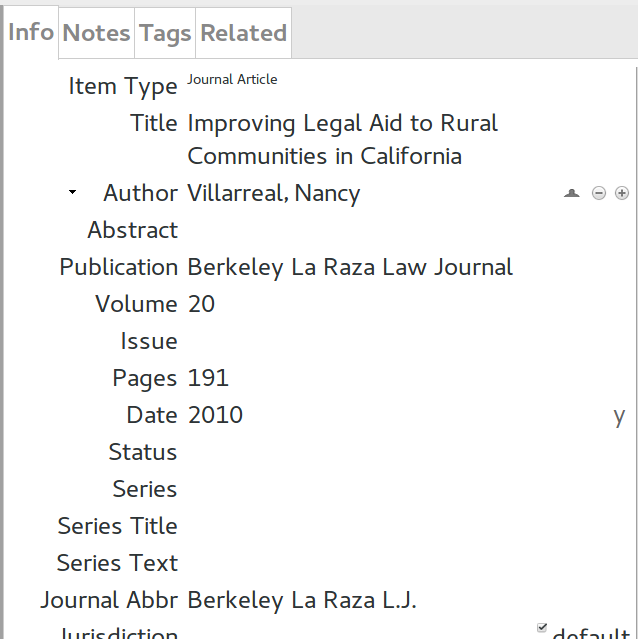 Info Notes Tags Related
Item Type Journal Article
Title Improving Legal Aid to Rural
Communities in California
Author Villarreal, Nancy
Abstract
Publication Berkeley La Raza Law Journal
Volume 20
Issue
Pages 191
Date 2010 y
Status
Series
Series Title
Series Text
Journal Abbr Berkeley La Raza L.J.
Jurisdiction default